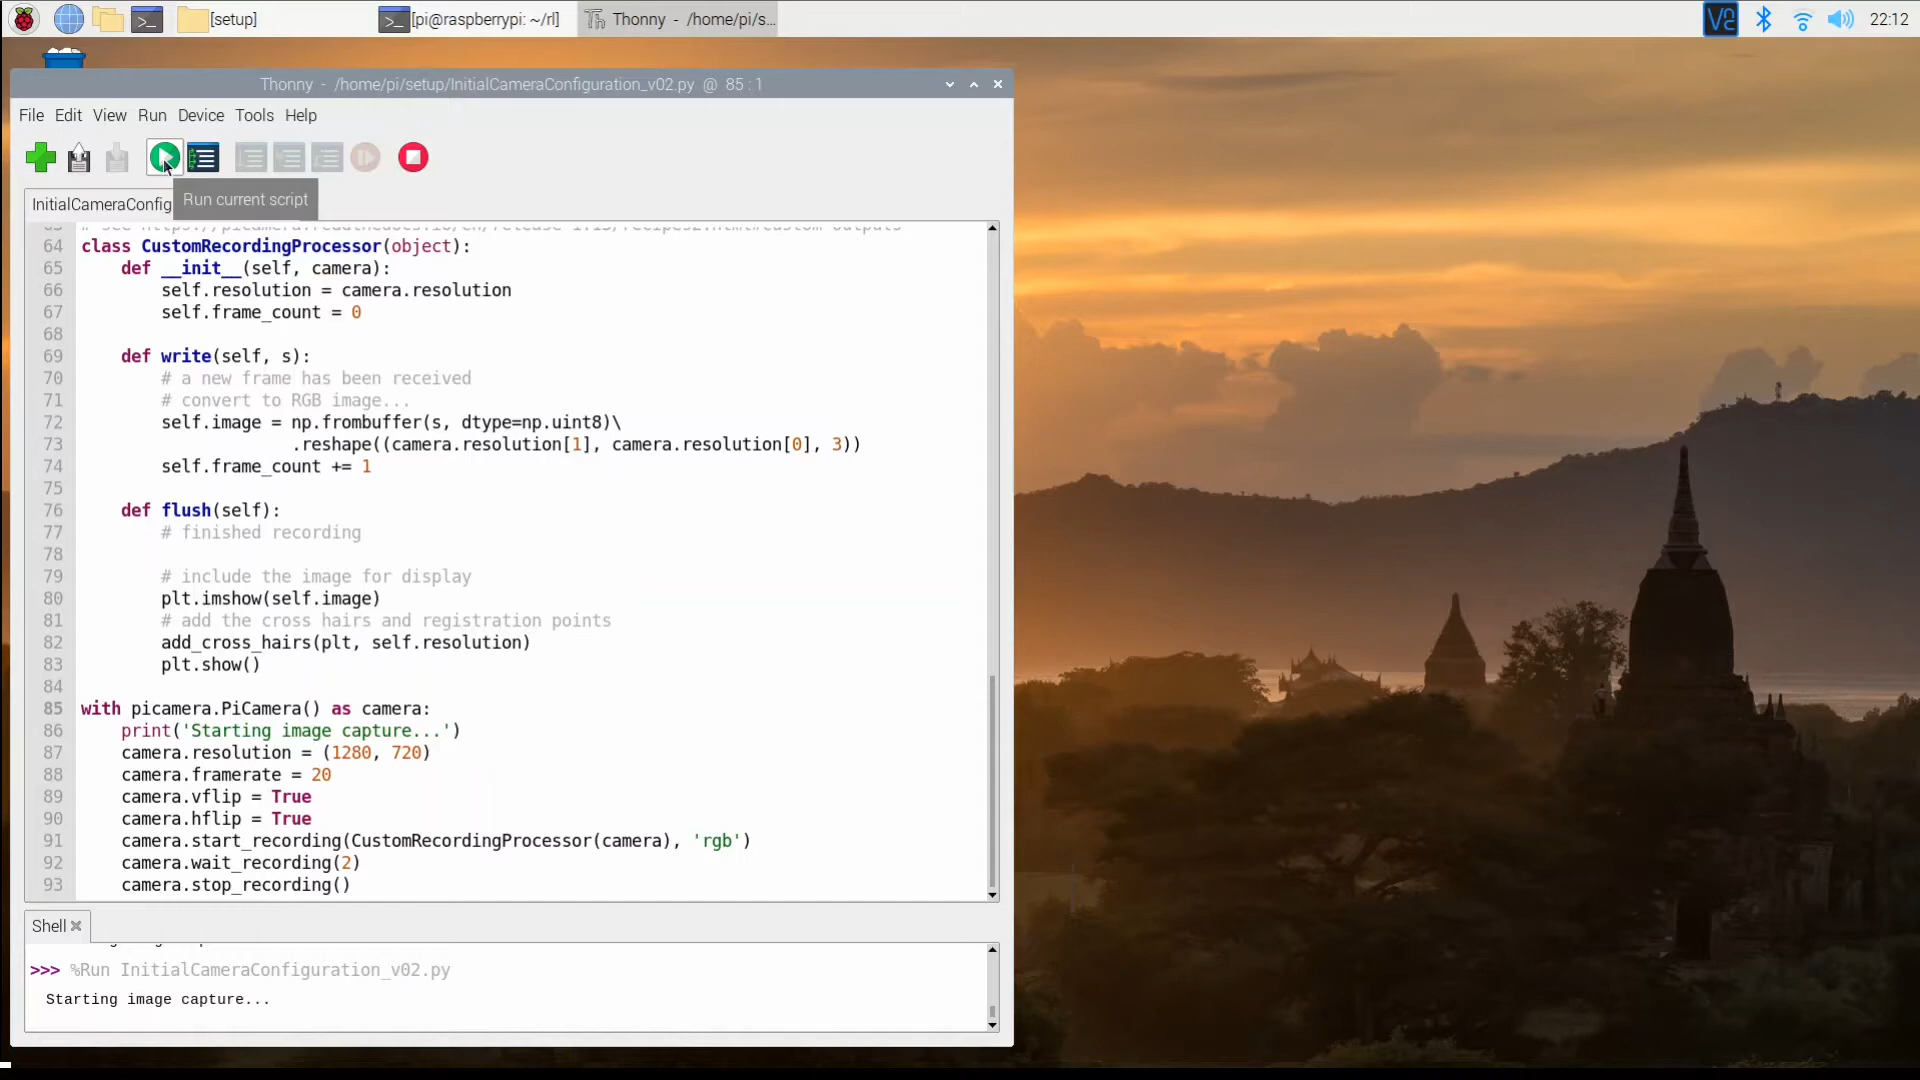 [setup]
[pi@raspberrypi: ~/rl]
Thonny - /home/pi/s...
22:12
Thonny - /home/pi/setup/InitialCameraConfiguration_v02.py @ 85 : 1
File Edit View Run Device Tools Help
Run current script
InitialCameraConfig
64 class CustomRecordingProcessor(object):
65 def __init__(self, camera):
66 self.resolution = camera.resolution
67 self.frame_count = 0
68
69 def write(self, s):
70 # a new frame has been received
71 # convert to RGB image...
72 self.image = np.frombuffer(s, dtype=np.uint8)\
73 .reshape((camera.resolution[1], camera.resolution[0], 3))
74 self.frame_count += 1
75
76 def flush(self):
77 # finished recording
78
79 # include the image for display
80 plt.imshow(self.image)
81 # add the cross hairs and registration points
82 add_cross_hairs(plt, self.resolution)
83 plt.show()
84
85 with picamera.PiCamera() as camera:
86 print('Starting image capture...')
87 camera.resolution = (1280, 720)
88 camera.framerate = 20
89 camera.vflip = True
90 camera.hflip = True
91 camera.start_recording(CustomRecordingProcessor(camera), 'rgb')
92 camera.wait_recording(2)
93 camera.stop_recording()
Shell
>>> %Run InitialCameraConfiguration_v02.py
Starting image capture...